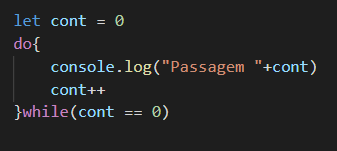 let cont = 0
do{
    console.log("Passagem "+cont)
    cont++
}while(cont == 0)